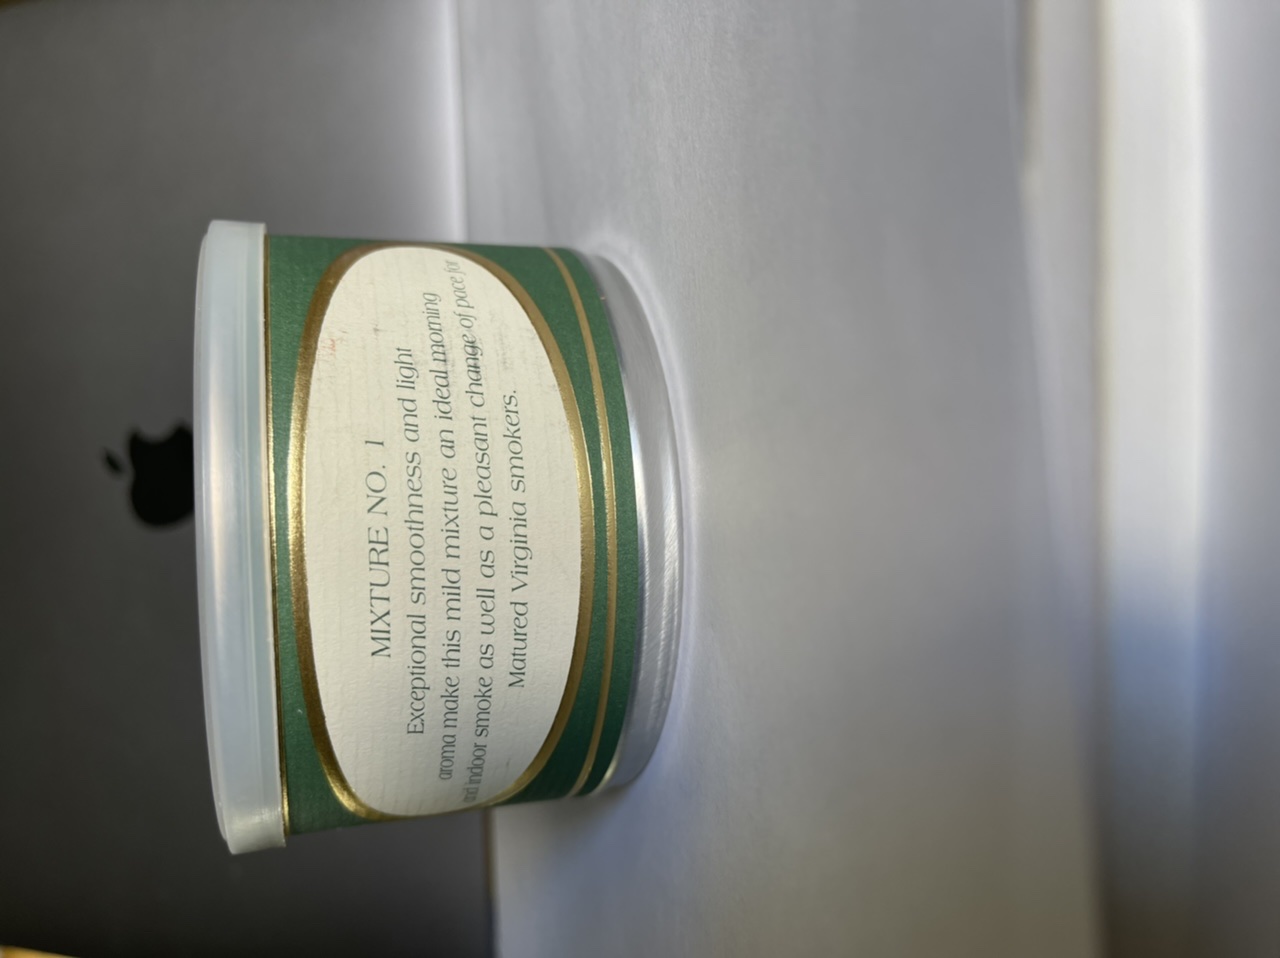 MIXTURE NO. 1
Exceptional smoothness and light
aroma make this mild mixture an ideal morning
and indoor smoke as well as a pleasant change of pace for
Matured Virginia smokers.